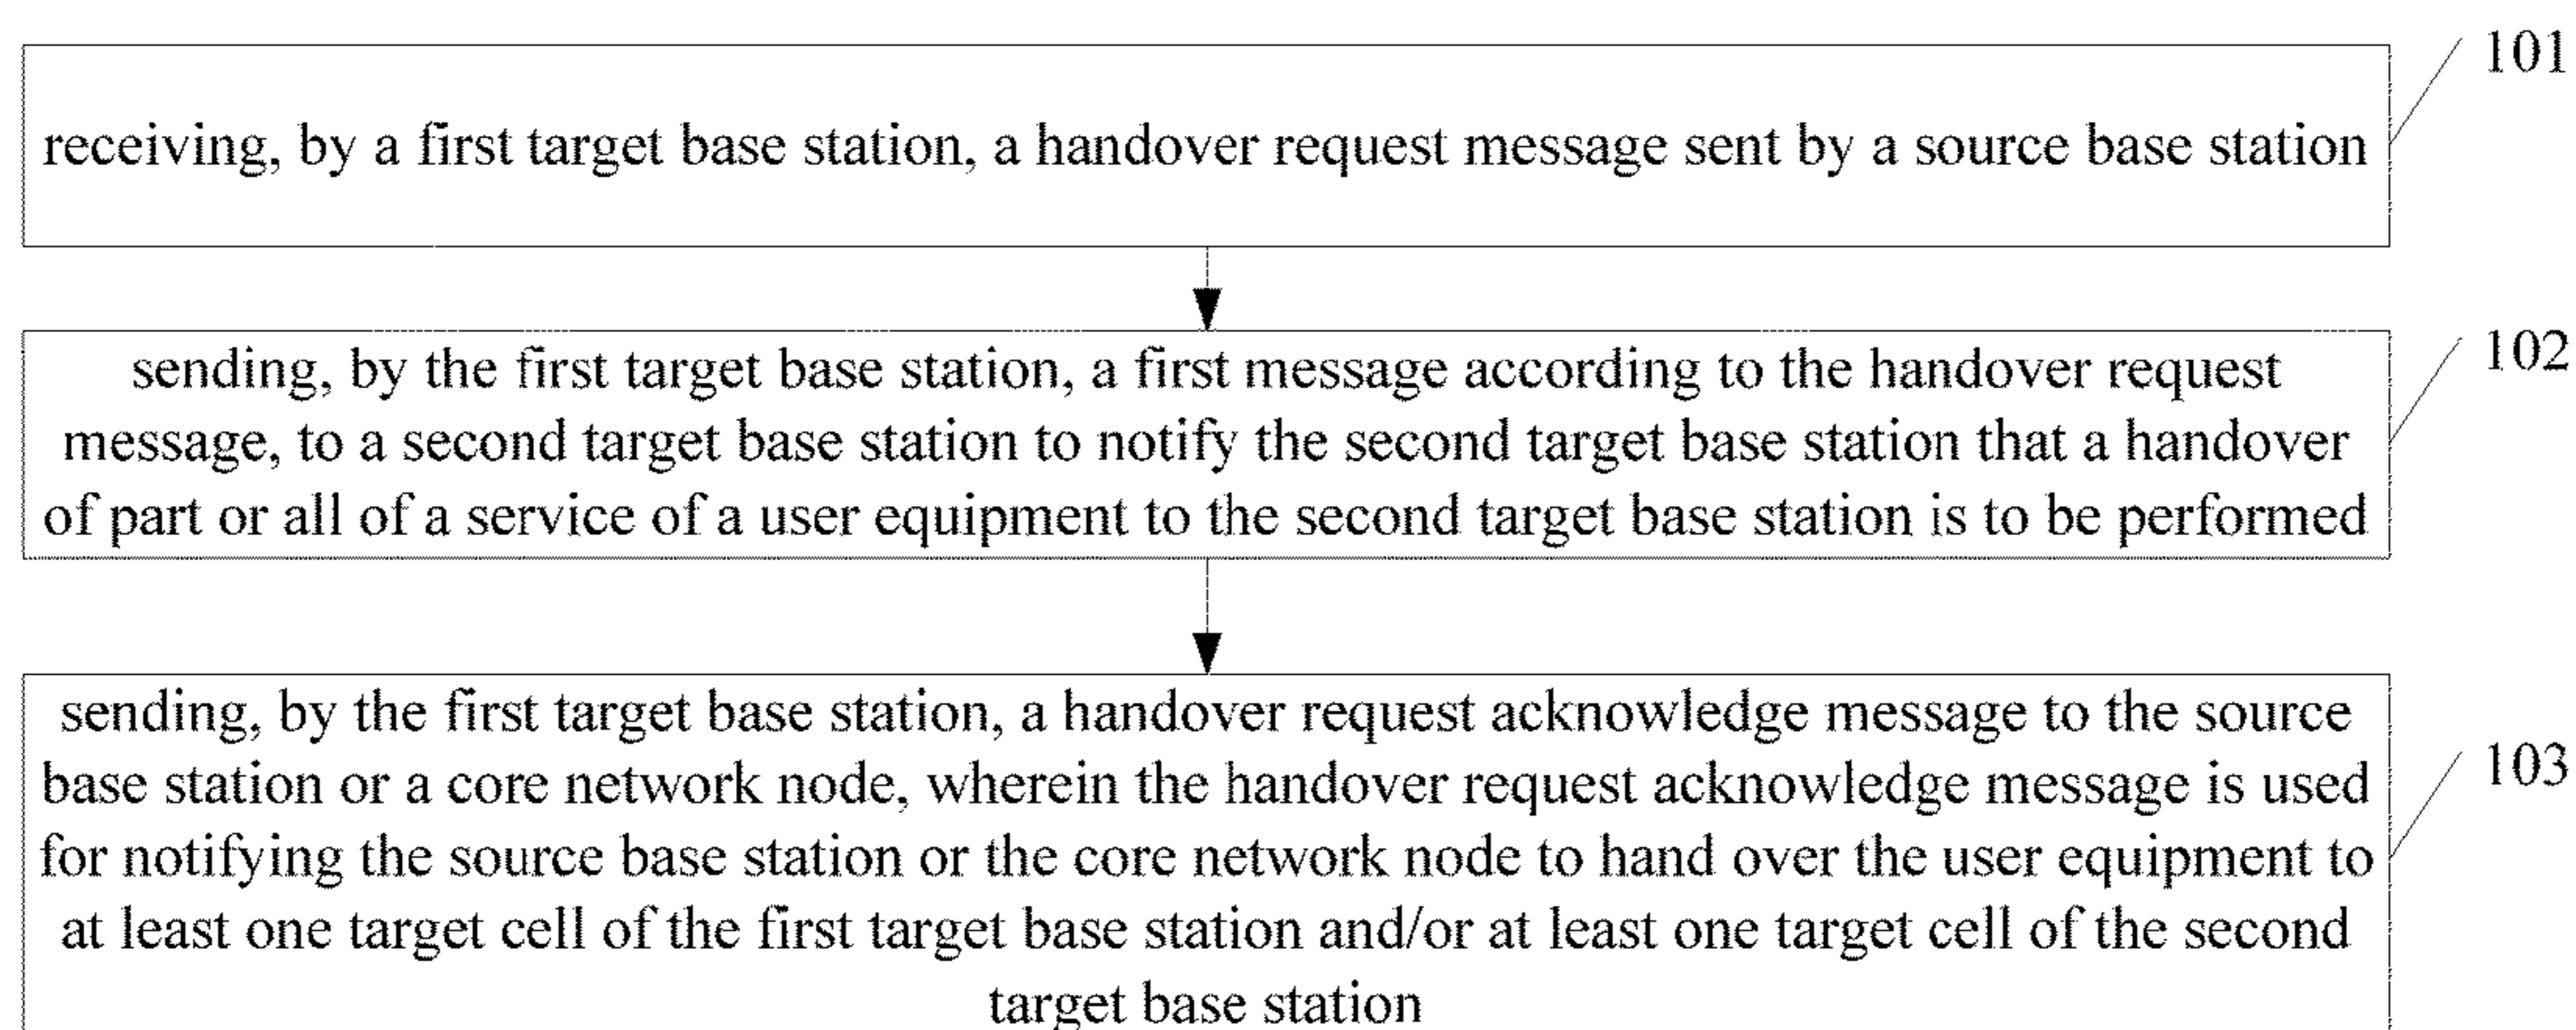 101
receiving, by a first target base station, a handover request message sent by a source base station
102
sending, by the first target base station, a first message according to the handover request
message, to a second target base station to notify the second target base station that a handover
of part or all of a service of a user equipment to the second target base station is to be performed
103
sending, by the first target base station, a handover request acknowledge message to the source
base station or a core network node, wherein the handover request acknowledge message is used
for notifying the source base station or the core network node to hand over the user equipment to
at least one target cell of the first target base station and/or at least one target cell of the second
target base station